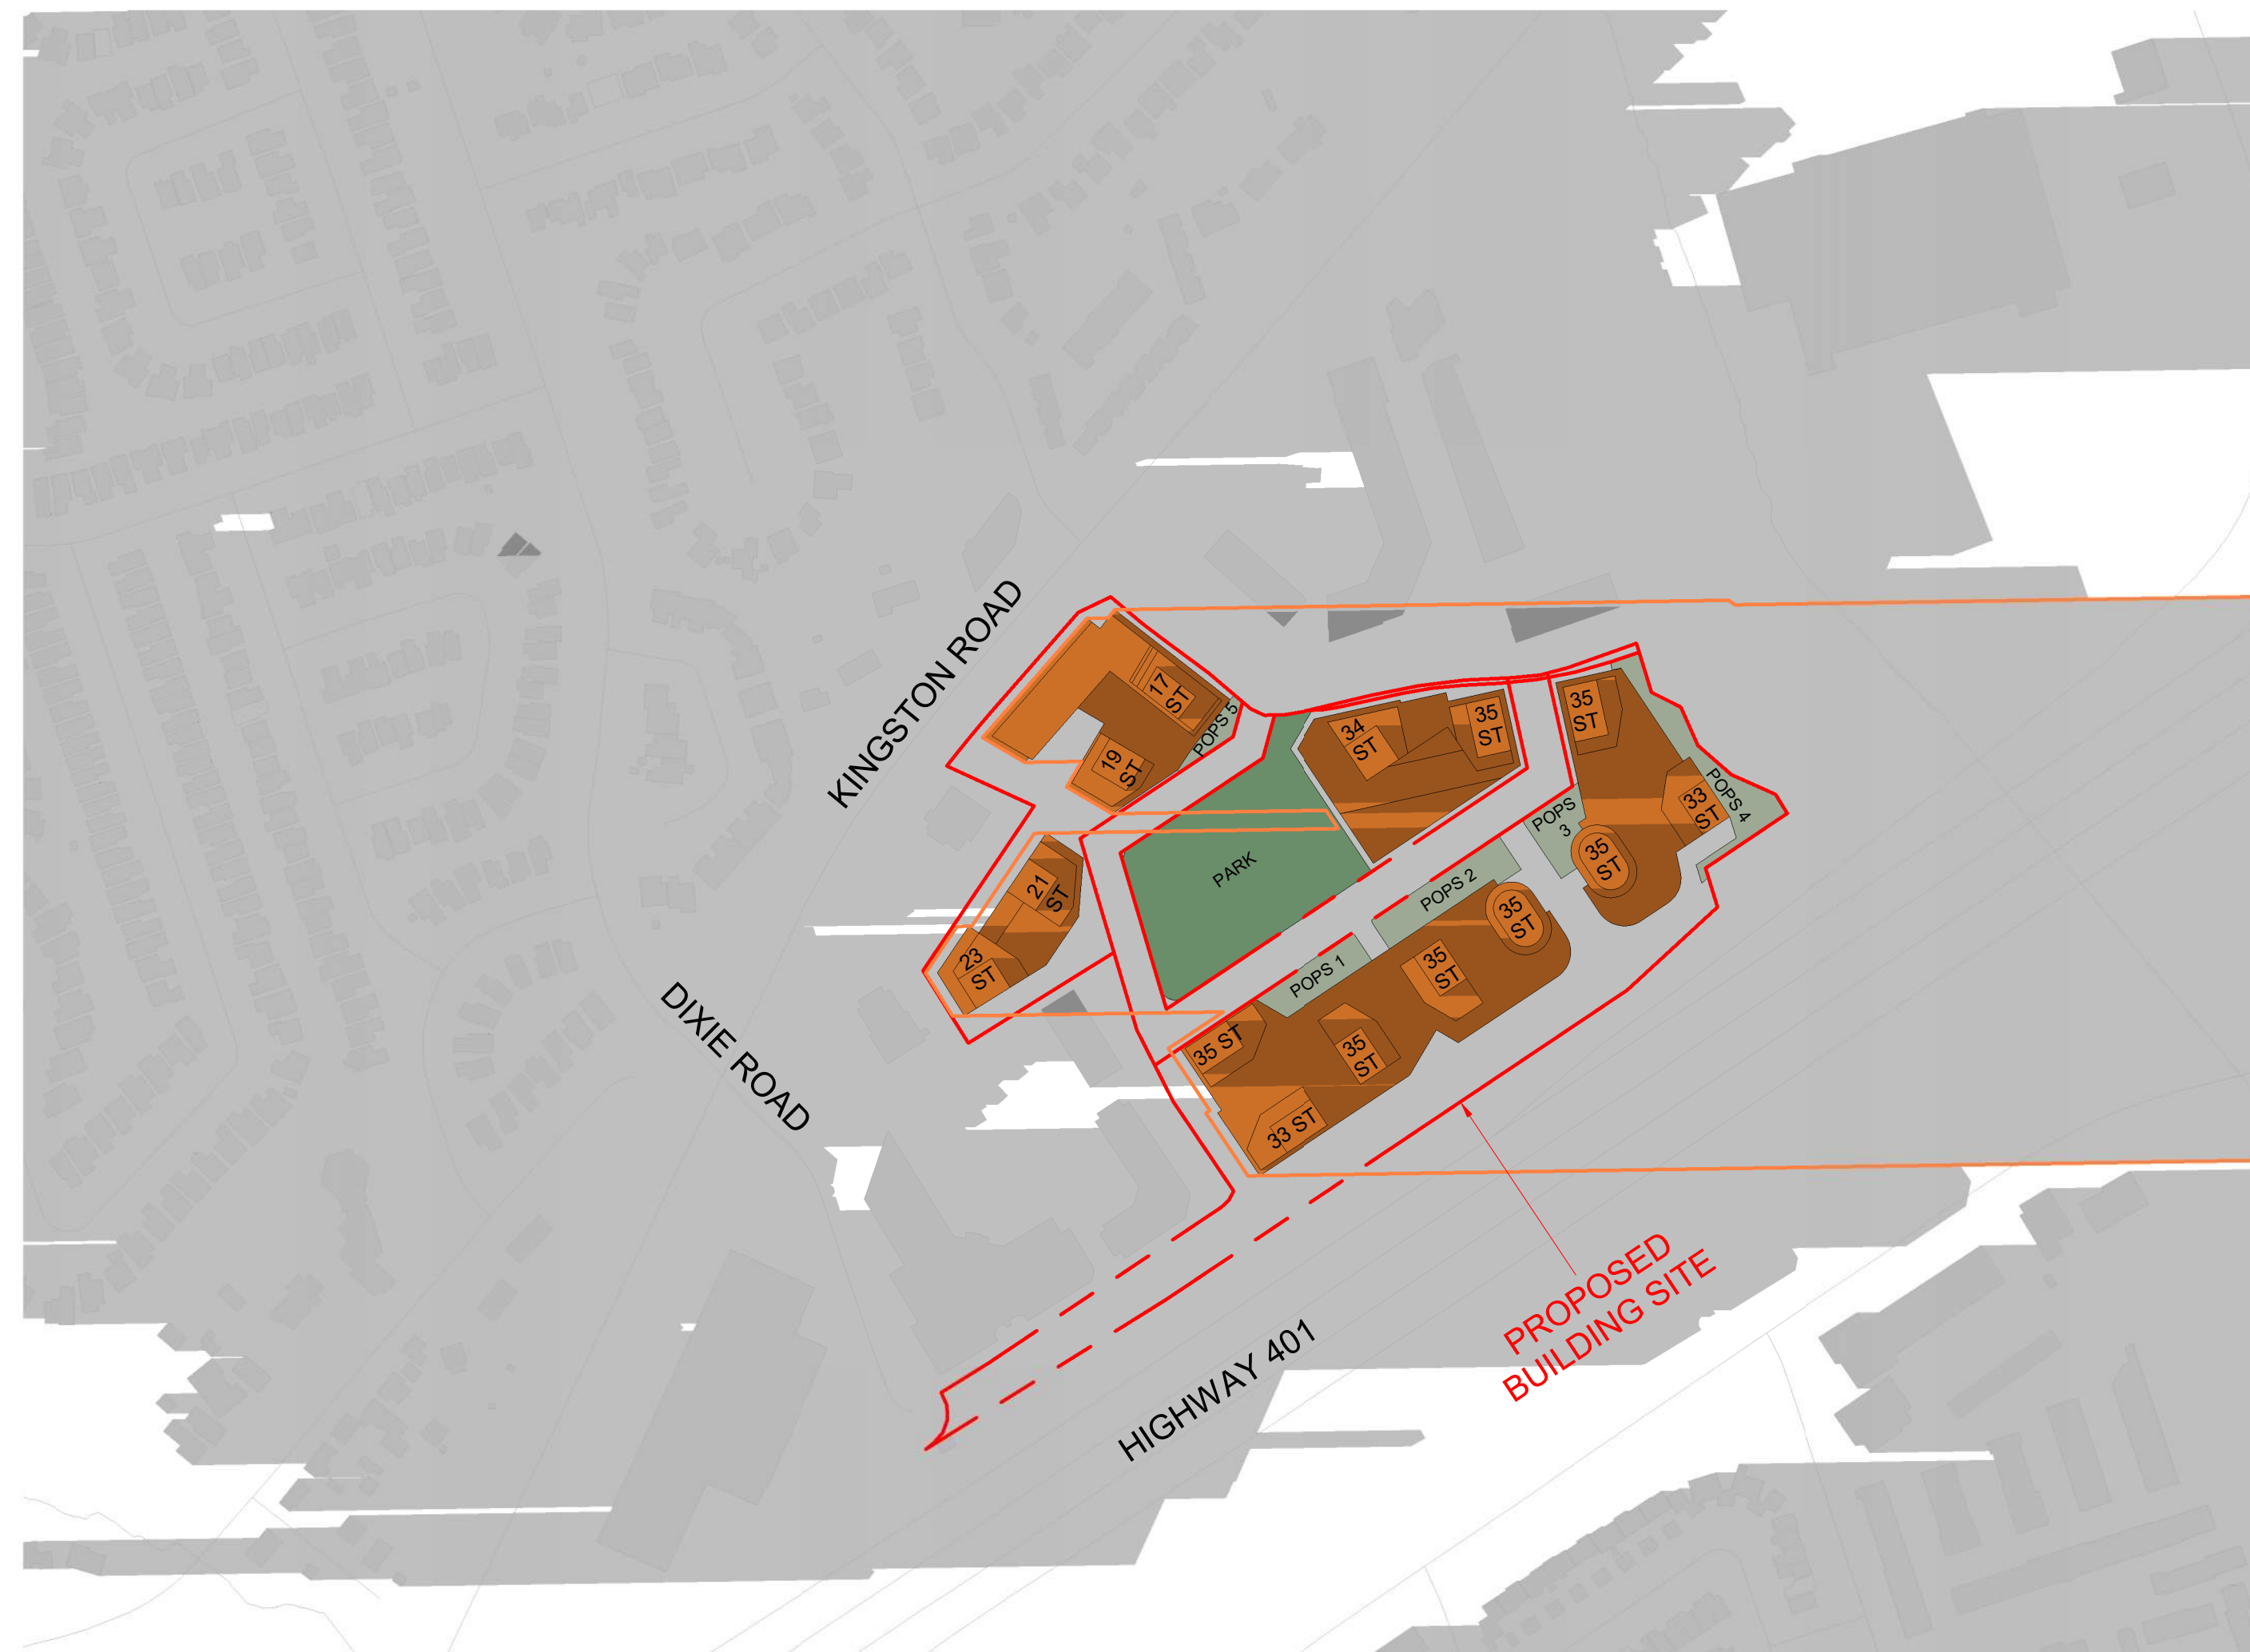 KINGSTON ROAD
17
ST
POPS 5
19
ST
34
ST
35
ST
35
ST
33
ST
POPS 4
POPS
3
35
ST
PARK
POPS 2
21
ST
35
ST
23
ST
35
ST
POPS 1
35 ST
35
ST
33 ST
DIXIE ROAD
HIGHWAY 401
PROPOSED
BUILDING SITE